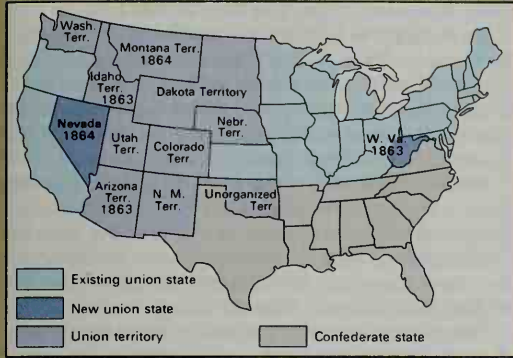 Wash.
Terr.
Montana Terr.
1864
Idaho
Terr.
1863
Dakota Territory
Nevada
1864
Utah
Terr.
Colorado
Terr
Nebr.
Terr.
W. Va
1863
Arizona
Terr.
1863
N M.
Terr.
Unorganized
Terr
Existing union state
New union state
Union territory
Confederate state